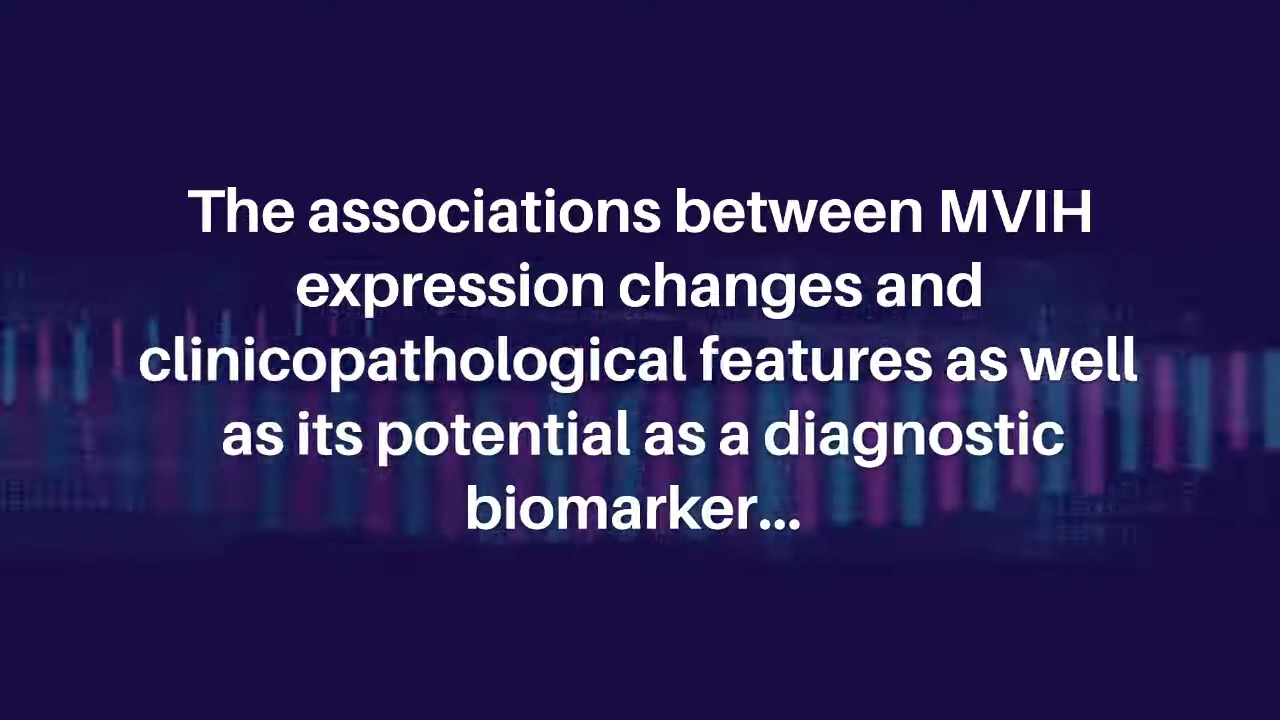 The associations between MVIH
expression changes and
clinicopathological features as well
as its potential as a diagnostic
biomarker...